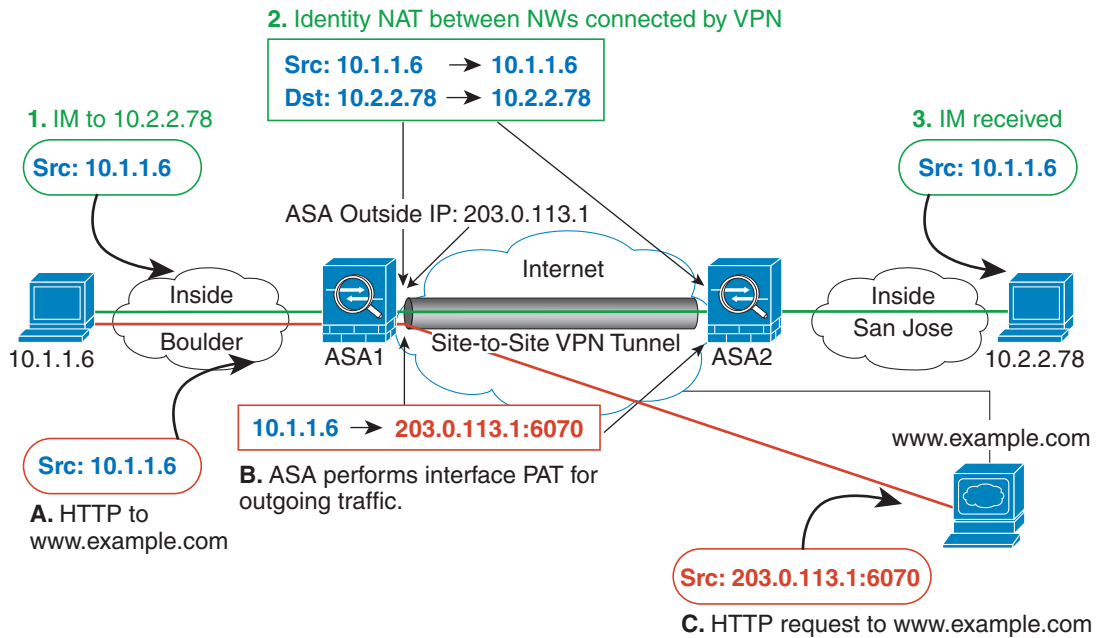 2. Identity NAT between NWs connected by VPN
Src: 10.1.1.6 → 10.1.1.6
Dst: 10.2.2.78 → 10.2.2.78
1. IM to 10.2.2.78
Src: 10.1.1.6
3. IM received
Src: 10.1.1.6
ASA Outside IP: 203.0.113.1
Internet
Inside
Boulder
10.1.1.6
ASA1
Site-to-Site VPN Tunnel
ASA2
Inside
San Jose
10.2.2.78
10.1.1.6 → 203.0.113.1:6070
B. ASA performs interface PAT for
outgoing traffic.
Src: 10.1.1.6
A. HTTP to
www.example.com
www.example.com
Src: 203.0.113.1:6070
C. HTTP request to www.example.com